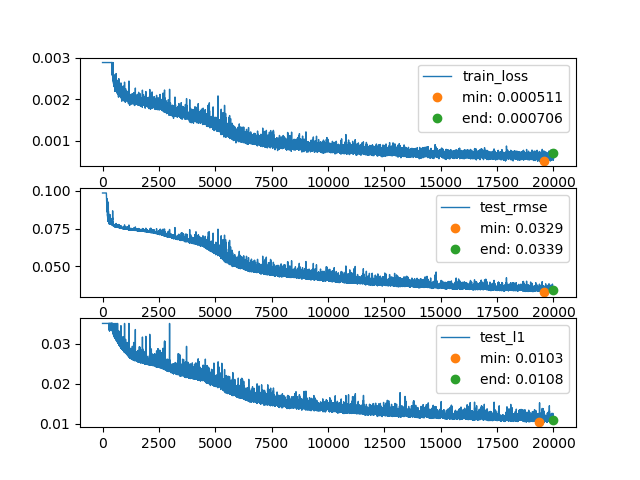 0.003
0.002
0.001
train_loss
min: 0.000511
end: 0.000706
0 2500 5000 7500 10000 12500 15000 17500 20000
0.100
0.075
0.050
test_rmse
min: 0.0329
end: 0.0339
0 2500 5000 7500 10000 12500 15000 17500 20000
0.03
0.02
0.01
test_l1
min: 0.0103
end: 0.0108
0 2500 5000 7500 10000 12500 15000 17500 20000